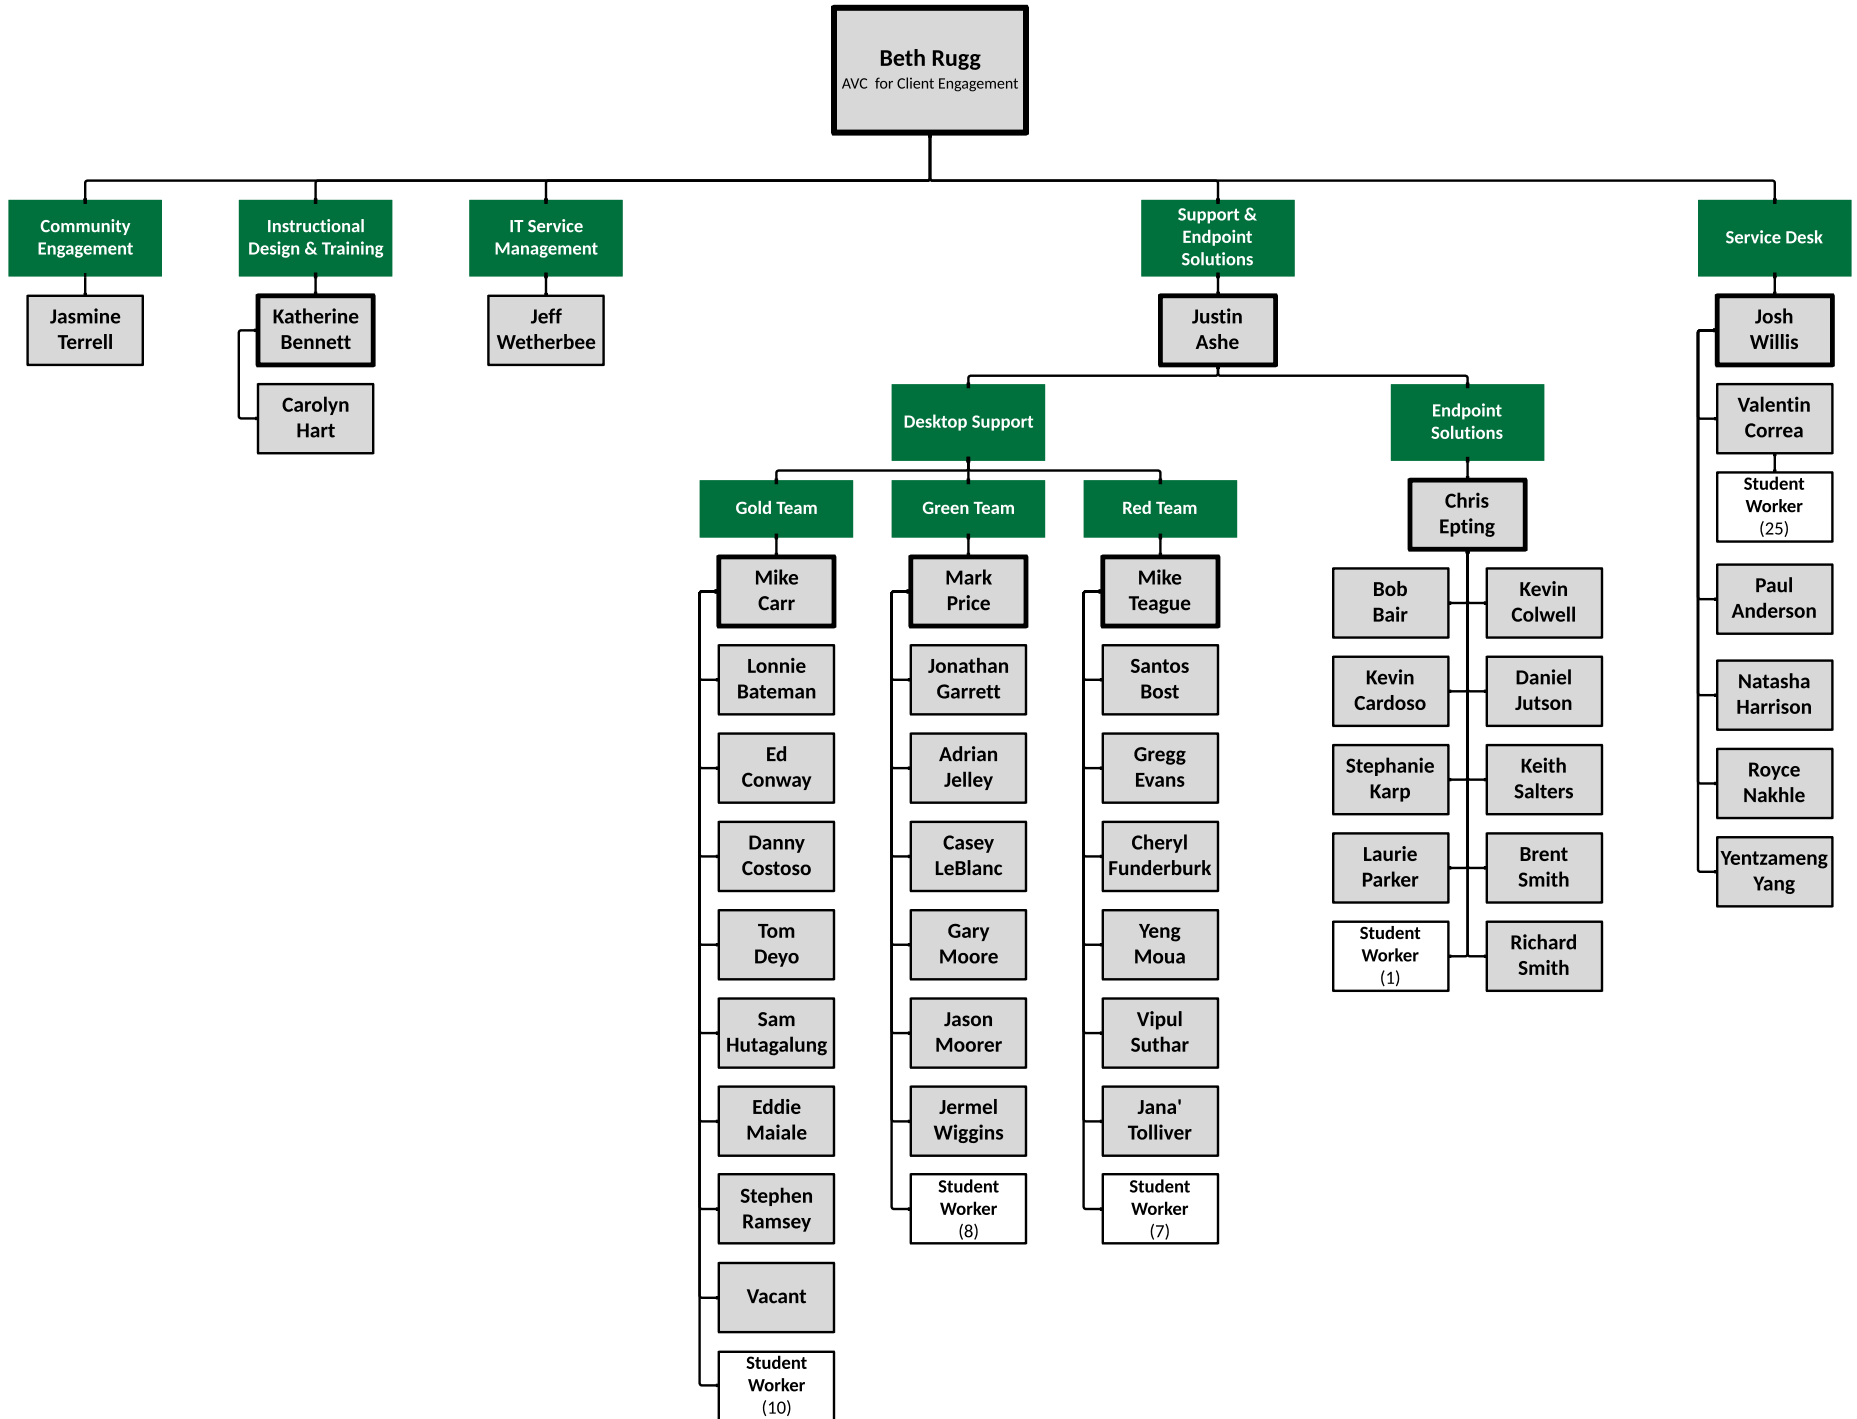 Beth Rugg
AVC for Client Engagement
Community
Engagement
Instructional
Design & Training
IT Service
Management
Support &
Endpoint
Solutions
Service Desk
Jasmine
Terrell
Katherine
Bennett
Carolyn
Hart
Jeff
Wetherbee
Justin
Ashe
Desktop Support
Gold Team
Mike
Carr
Lonnie
Bateman
Ed
Conway
Danny
Costoso
Tom
Deyo
Sam
Hutagalung
Eddie
Maiale
Stephen
Ramsey
Vacant
Student
Worker
(10)
Green Team
Mark
Price
Jonathan
Garrett
Adrian
Jelley
Casey
LeBlanc
Gary
Moore
Jason
Moorer
Jermel
Wiggins
Student
Worker
(8)
Red Team
Mike
Teague
Santos
Bost
Gregg
Evans
Cheryl
Funderburk
Yeng
Moua
Vipul
Suthar
Jana'
Tolliver
Student
Worker
(7)
Endpoint
Solutions
Chris
Epting
Bob
Bair
Kevin
Colwell
Kevin
Cardoso
Daniel
Jutson
Stephanie
Karp
Keith
Salters
Laurie
Parker
Brent
Smith
Student
Worker
(1)
Richard
Smith
Josh
Willis
Valentin
Correa
Student
Worker
(25)
Paul
Anderson
Natasha
Harrison
Royce
Nakhle
Yentzameng
Yang